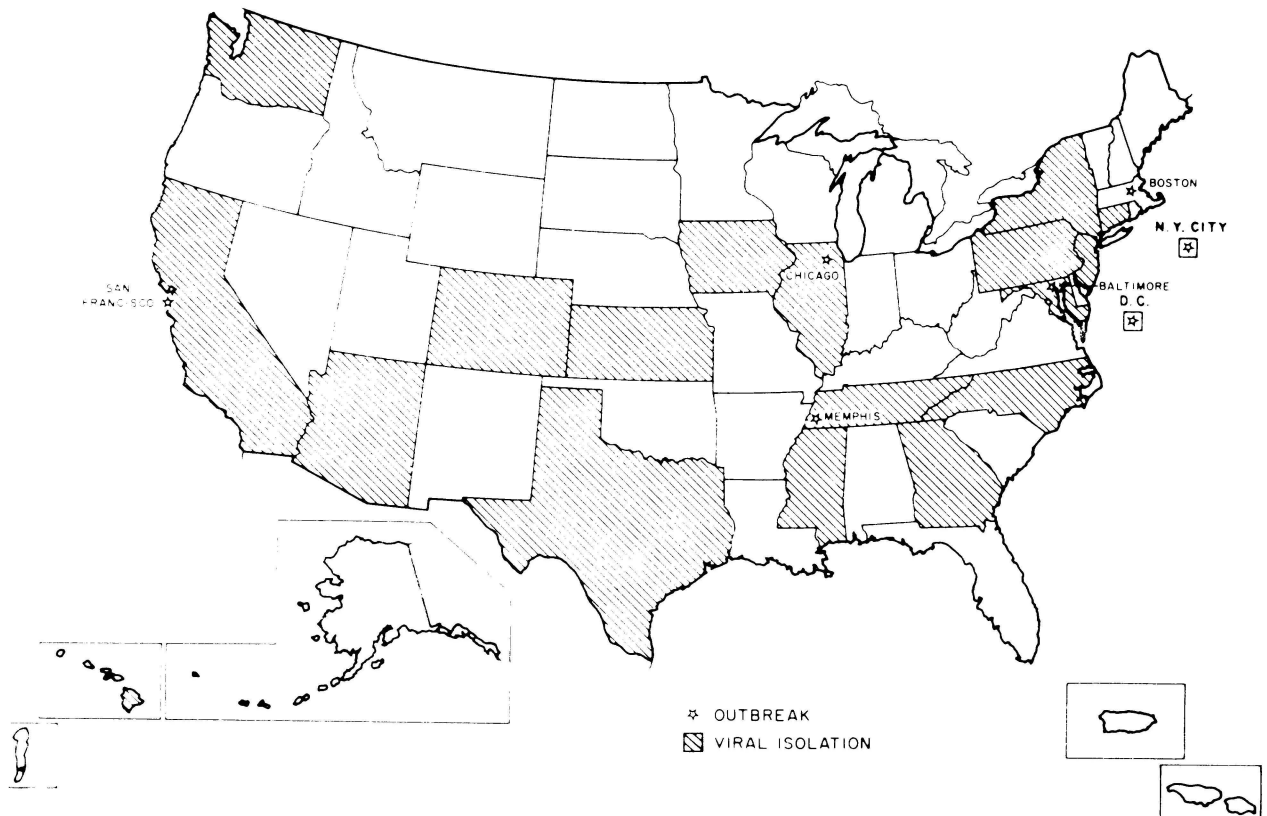 BOSTON
N. Y. CITY
CHICAGO
SAN
FRANCISCO
BALTIMORE
D. C.
MEMPHIS
OUTBREAK
VIRAL ISOLATION